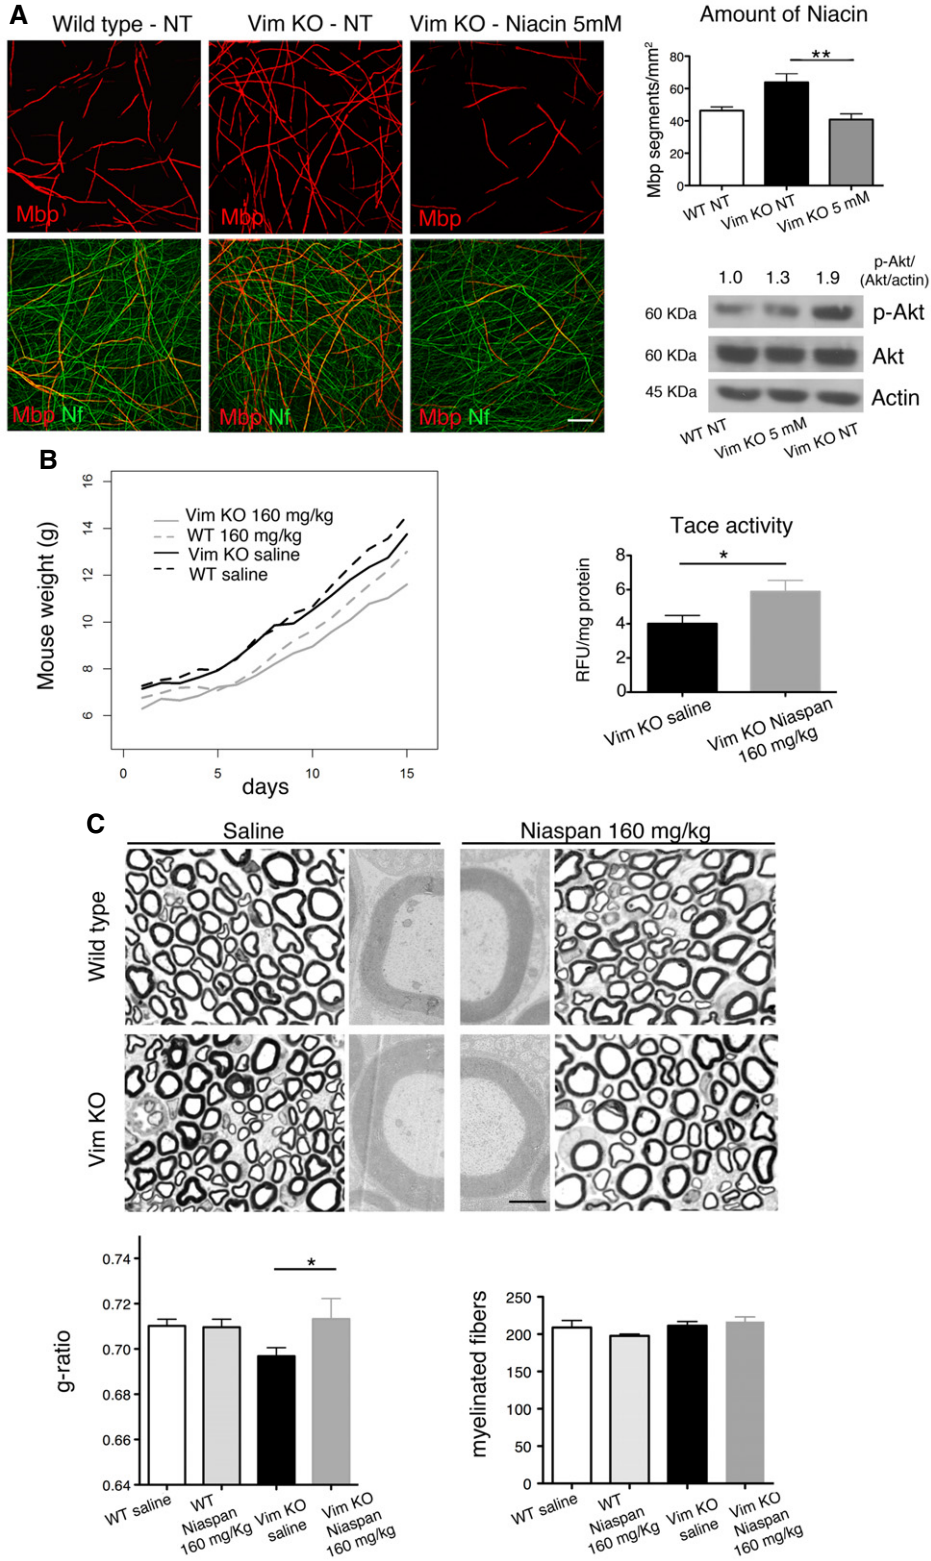 A
Wild type - NT
Vim KO - NT
Vim KO - Niacin 5mM
Mbp
Mbp
Mbp
Mbp Nf
Mbp Nf
Mbp Nf
Amount of Niacin
Mbp segments/mm²
80
60
40
20
0
**
WT NT
Vim KO NT
Vim KO 5 mM
1.0
1.3
1.9
p-Akt/
(Akt/actin)
60 KDa
p-Akt
60 KDa
Akt
45 KDa
Actin
WT NT
Vim KO 5 mM
Vim KO NT
B
Mouse weight (g)
16
14
12
10
8
6
Vim KO 160 mg/kg
WT 160 mg/kg
Vim KO saline
WT saline
0
5
10
15
days
Tace activity
RFU/mg protein
8
6
4
2
0
*
Vim KO saline
Vim KO Niaspan
160 mg/kg
C
Saline
Niaspan 160 mg/kg
Wild type
Vim KO
g-ratio
0.74
0.72
0.70
0.68
0.66
0.64
*
WT saline
WT
Niaspan
160 mg/Kg
Vim KO
saline
Vim KO
Niaspan
160 mg/kg
myelinated fibers
250
200
150
100
50
0
WT saline
WT
Niaspan
160 mg/Kg
Vim KO
saline
Vim KO
Niaspan
160 mg/kg